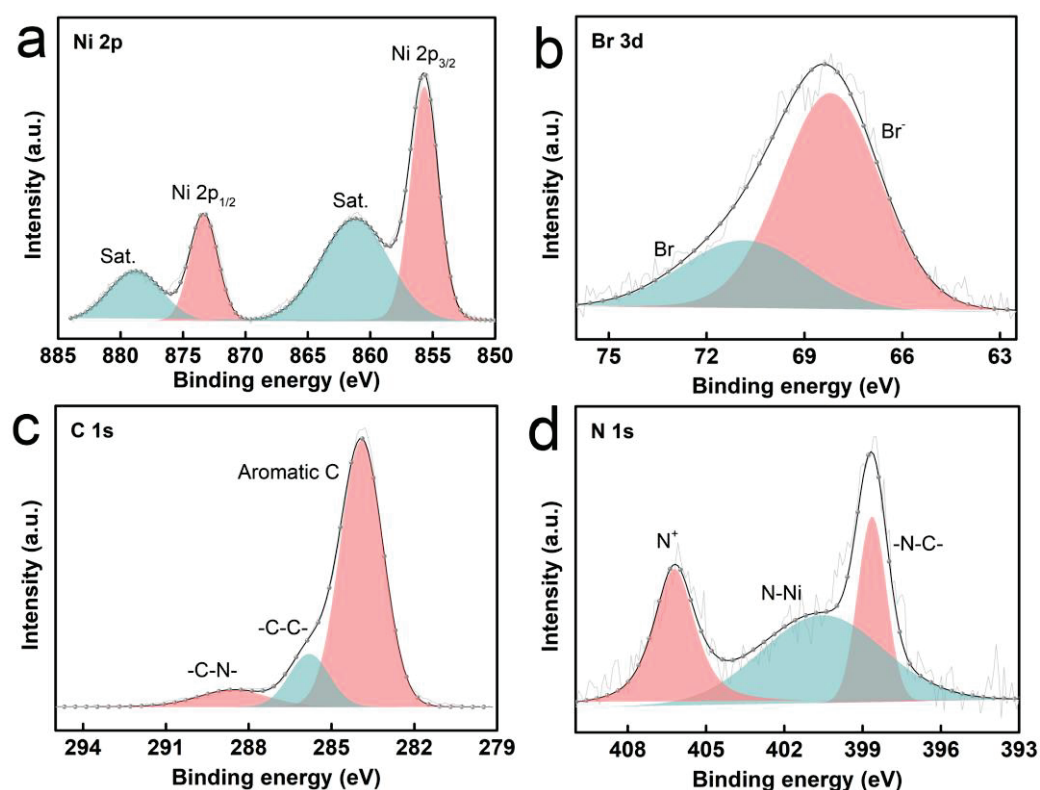 a
Ni 2p
Ni 2p3/2
Ni 2p1/2
Sat.
Sat.
Intensity (a.u.)
885 880 875 870 865 860 855 850
Binding energy (eV)
b
Br 3d
Br-
Br
Intensity (a.u.)
75 72 69 66 63
Binding energy (eV)
c
C 1s
Aromatic C
-C-C-
-C-N-
Intensity (a.u.)
294 291 288 285 282 279
Binding energy (eV)
d
N 1s
N+
N-Ni
-N-C-
Intensity (a.u.)
408 405 402 399 396 393
Binding energy (eV)